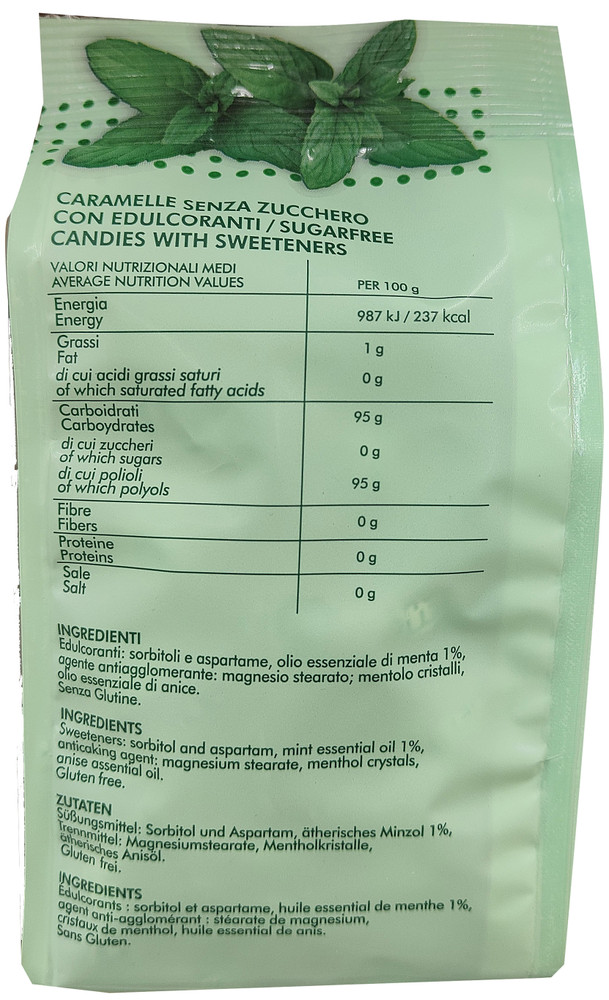 CARAMELLE SENZA ZUCCHERO
CON EDULCORANTI / SUGARFREE
CANDIES WITH SWEETENERS
VALORI NUTRIZIONALI MEDI
AVERAGE NUTRITION VALUES
PER 100 g
Energia
Energy
987 kJ / 237 kcal
Grassi
Fat
1 g
di cui acidi grassi saturi
of which saturated fatty acids
0 g
Carboidrati
Carboydrates
95 g
di cui zuccheri
of which sugars
0 g
di cui polioli
of which polyols
95 g
Fibre
Fibers
0 g
Proteine
Proteins
0 g
Sale
Salt
0 g
INGREDIENTI
Edulcoranti: sorbitoli e aspartame, olio essenziale di menta 1%,
agente antiagglomerante: magnesio stearato; mentolo cristalli,
olio essenziale di anice.
Senza Glutine.
INGREDIENTS
Sweeteners: sorbitol and aspartam, mint essential oil 1%,
anticaking agent: magnesium stearate, menthol crystals,
anise assential oil.
Gluten free.
ZUTATEN
Süßungsmittel: Sorbitol und Aspartam, ätherisches Minzol 1%,
Trennmittel: Magnesiumstearate, Mentholkristalle,
ätherisches Anisöl.
Gluten frei.
INGREDIENTS
Édulcorants : sorbitol et aspartame, huile essential de menthe 1%,
agent anti-agglomérant : stéarate de magnesium,
cristaux de menthol, huile essential de anis.
Sans Gluten.